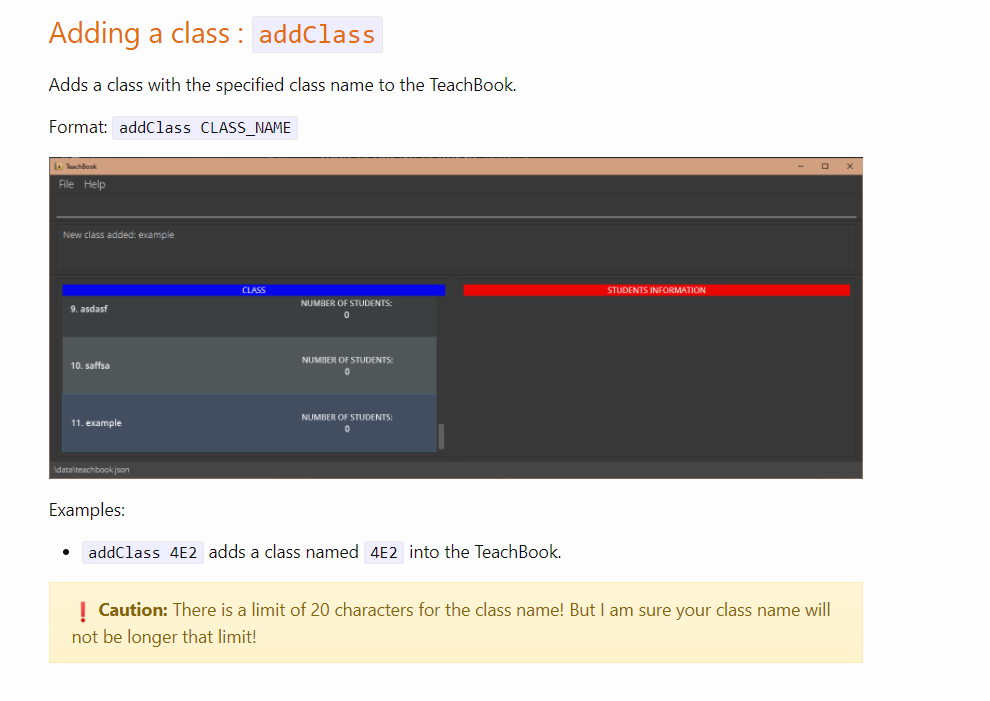 Adding a class : addClass
Adds a class with the specified class name to the TeachBook.
Format: addClass CLASS_NAME
TeachBook
File Help
New class added: example
CLASS
STUDENTS INFORMATION
9. asdasf
NUMBER OF STUDENTS:
0
10. saffsa
NUMBER OF STUDENTS:
0
11. example
NUMBER OF STUDENTS:
0
\data\teachbook.json
Examples:
• addClass 4E2 adds a class named 4E2 into the TeachBook.
❗ Caution: There is a limit of 20 characters for the class name! But I am sure your class name will
not be longer that limit!